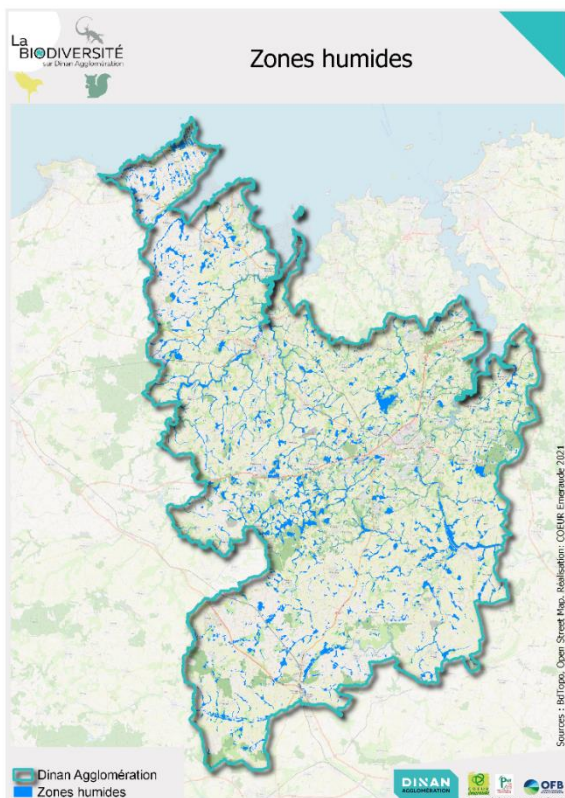 La
BIODIVERSITÉ
sur Dinan Agglomération
Zones humides
Sources : BdTopo, Open Street Map. Réalisation: COEUR Emeraude 2021
Dinan Agglomération
Zones humides
DINAN
AGGLOMÉRATION
OFB